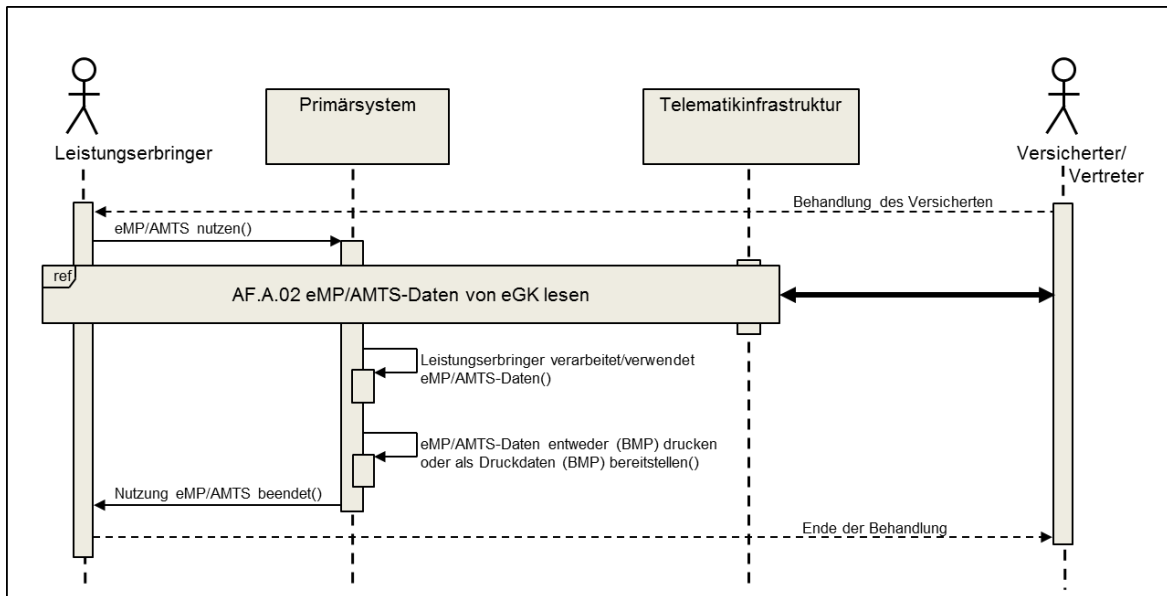 Leistungserbringer
Primärsystem
Telematikinfrastruktur
Versicherter/
Vertreter
Behandlung des Versicherten
eMP/AMTS nutzen()
ref
AF.A.02 eMP/AMTS-Daten von eGK lesen
Leistungserbringer verarbeitet/verwendet
eMP/AMTS-Daten()
eMP/AMTS-Daten entweder (BMP) drucken
oder als Druckdaten (BMP) bereitstellen()
Nutzung eMP/AMTS beendet()
Ende der Behandlung